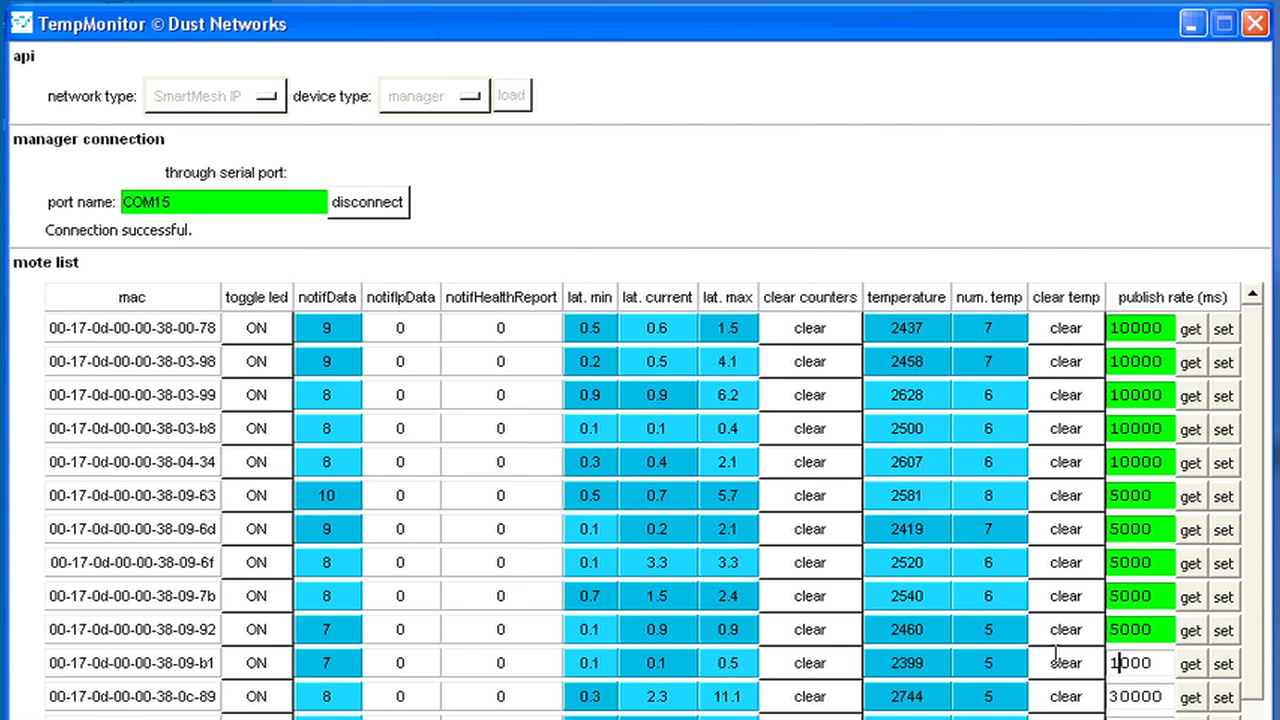 TempMonitor © Dust Networks
api
network type: SmartMesh IP device type: manager load
manager connection
through serial port:
port name: COM15 disconnect
Connection successful.
mote list
mac toggle led notifData notifIpData notifHealthReport lat. min lat. current lat. max clear counters temperature num. temp clear temp publish rate (ms)
00-17-0d-00-00-38-00-78 ON 9 0 0 0.5 0.6 1.5 clear 2437 7 clear 10000 get set
00-17-0d-00-00-38-03-98 ON 9 0 0 0.2 0.5 4.1 clear 2458 7 clear 10000 get set
00-17-0d-00-00-38-03-99 ON 8 0 0 0.9 0.9 6.2 clear 2628 6 clear 10000 get set
00-17-0d-00-00-38-03-b8 ON 8 0 0 0.1 0.1 0.4 clear 2500 6 clear 10000 get set
00-17-0d-00-00-38-04-34 ON 8 0 0 0.3 0.4 2.1 clear 2607 6 clear 10000 get set
00-17-0d-00-00-38-09-63 ON 10 0 0 0.5 0.7 5.7 clear 2581 8 clear 5000 get set
00-17-0d-00-00-38-09-6d ON 9 0 0 0.1 0.2 2.1 clear 2419 7 clear 5000 get set
00-17-0d-00-00-38-09-6f ON 8 0 0 0.1 3.3 3.3 clear 2520 6 clear 5000 get set
00-17-0d-00-00-38-09-7b ON 8 0 0 0.7 1.5 2.4 clear 2540 6 clear 5000 get set
00-17-0d-00-00-38-09-92 ON 7 0 0 0.1 0.9 0.9 clear 2460 5 clear 5000 get set
00-17-0d-00-00-38-09-b1 ON 7 0 0 0.1 0.1 0.5 clear 2399 5 clear 1000 get set
00-17-0d-00-00-38-0c-89 ON 8 0 0 0.3 2.3 11.1 clear 2744 5 clear 30000 get set